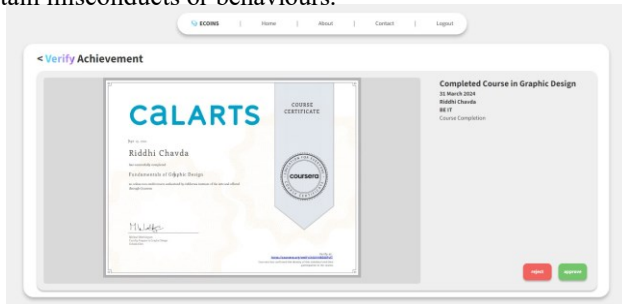 tain misconducts or behaviours.
ECOINS | Home | About | Contact | Logout
< Verify Achievement
CALARTS
COURSE
CERTIFICATE
Riddhi Chavda
Fundamentals of Graphic Design
coursera
Completed Course in Graphic Design
31 March 2024
Riddhi Chavda
BE IT
Course Completion
reject
approve